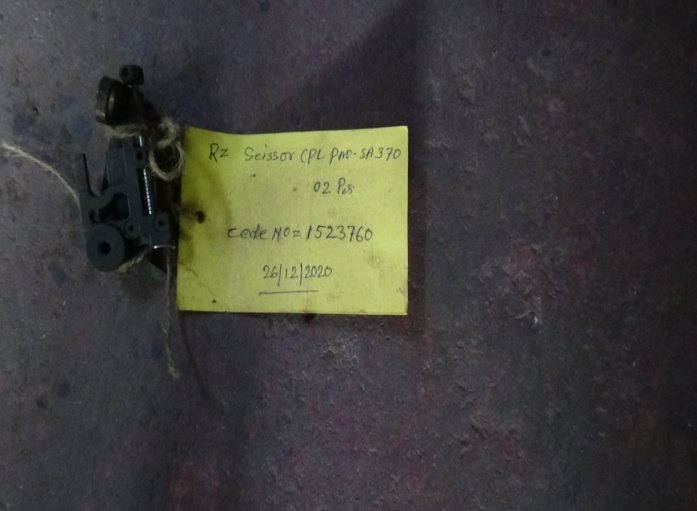 Rz Scissor CPL PNO-SA370
02 Pcs
Code No= 1523760
26/12/2020